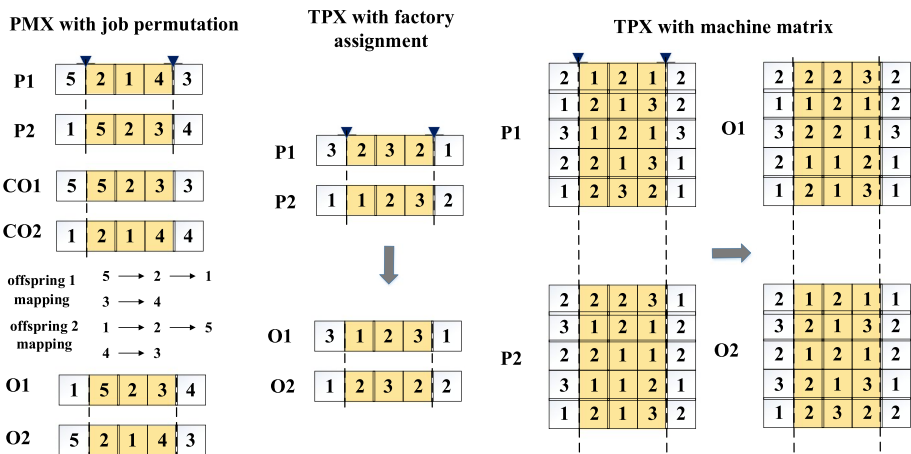 PMX with job permutation
P1 5 2 1 4 3
P2 1 5 2 3 4
CO1 5 5 2 3 3
CO2 1 2 1 4 4
offspring 1 mapping
5 → 2 → 1
3 → 4
offspring 2 mapping
1 → 2 → 5
4 → 3
O1 1 5 2 3 4
O2 5 2 1 4 3
TPX with factory
assignment
P1 3 2 3 2 1
P2 1 1 2 3 2
O1 3 1 2 3 1
O2 1 2 3 2 2
TPX with machine matrix
P1
2 1 2 1 2
1 2 1 3 2
3 1 2 1 3
2 2 1 3 1
1 2 3 2 1
P2
2 2 2 3 1
3 1 2 1 2
2 2 1 1 2
3 1 1 2 1
1 2 1 3 2
O1
2 2 2 3 2
1 1 2 1 2
3 2 2 1 3
2 1 1 2 1
1 2 1 3 1
O2
2 1 2 1 1
3 2 1 3 2
2 1 2 1 2
3 2 1 3 1
1 2 3 2 2